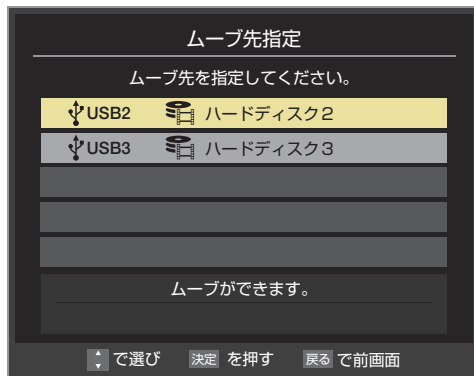 ムーブ先指定
ムーブ先を指定してください。
USB2 ハードディスク2
USB3 ハードディスク3
ムーブができます。
で選び 決定 を押す 戻る で前画面